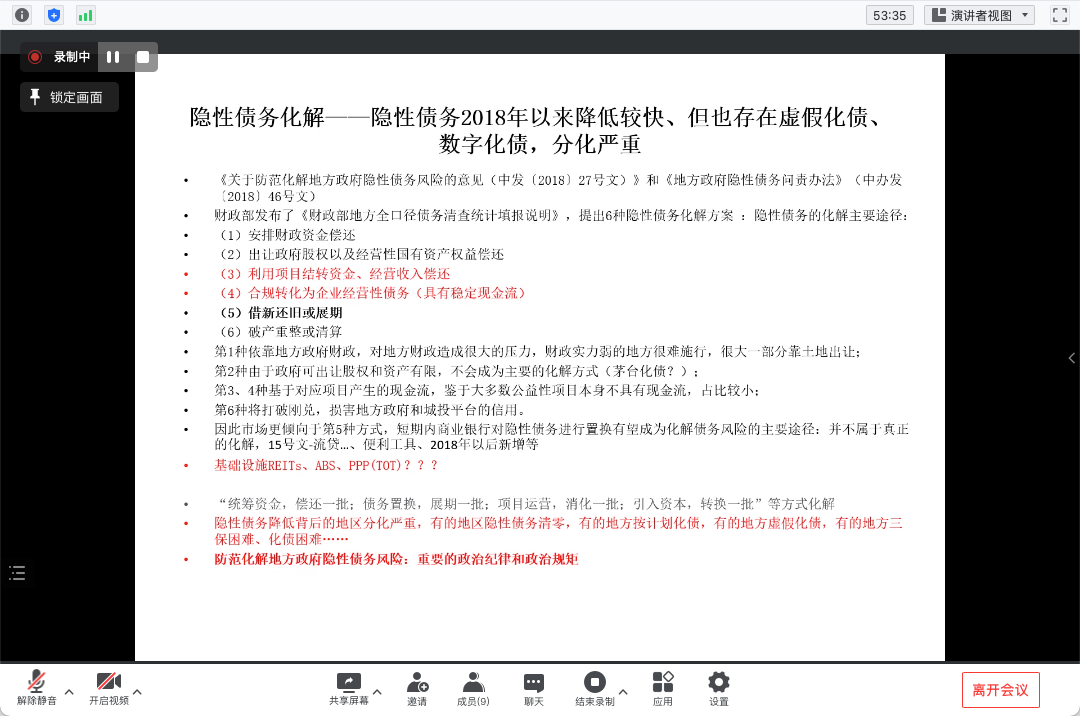 53:35
演讲者视图
录制中
锁定画面
隐性债务化解——隐性债务2018年以来降低较快、但也存在虚假化债、
数字化债，分化严重
• 《关于防范化解地方政府隐性债务风险的意见（中发〔2018〕27号文）》和《地方政府隐性债务问责办法》（中办发
〔2018〕46号文）
• 财政部发布了《财政部地方全口径债务清查统计填报说明》，提出6种隐性债务化解方案 ：隐性债务的化解主要途径：
• （1）安排财政资金偿还
• （2）出让政府股权以及经营性国有资产权益偿还
• （3）利用项目结转资金、经营收入偿还
• （4）合规转化为企业经营性债务（具有稳定现金流）
• （5）借新还旧或展期
• （6）破产重整或清算
• 第1种依靠地方政府财政，对地方财政造成很大的压力，财政实力弱的地方很难施行，很大一部分靠土地出让；
• 第2种由于政府可出让股权和资产有限，不会成为主要的化解方式（茅台化债？）；
• 第3、4种基于对应项目产生的现金流，鉴于大多数公益性项目本身不具有现金流，占比较小；
• 第6种将打破刚兑，损害地方政府和城投平台的信用。
• 因此市场更倾向于第5种方式，短期内商业银行对隐性债务进行置换有望成为化解债务风险的主要途径：并不属于真正
的化解，15号文-流贷…、便利工具、2018年以后新增等
• 基础设施REITs、ABS、PPP(TOT)？？？
• “统筹资金，偿还一批；债务置换，展期一批；项目运营，消化一批；引入资本，转换一批”等方式化解
• 隐性债务降低背后的地区分化严重，有的地区隐性债务清零，有的地方按计划化债，有的地方虚假化债，有的地方三
保困难、化债困难……
• 防范化解地方政府隐性债务风险：重要的政治纪律和政治规矩
解除静音
开启视频
共享屏幕
邀请
成员(9)
聊天
结束录制
应用
设置
离开会议